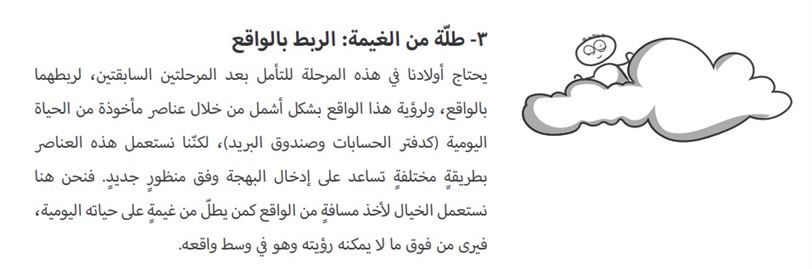 ٣- طلّة من الغيمة: الربط بالواقع
يحتاج أولادنا في هذه المرحلة للتأمل بعد المرحلتين السابقتين، لربطهما
بالواقع، ولرؤية هذا الواقع بشكل أشمل من خلال عناصر مأخوذة من الحياة
اليومية (كدفتر الحسابات وصندوق البريد)، لكنّنا نستعمل هذه العناصر
بطريقةٍ مختلفةٍ تساعد على إدخال البهجة وفق منظورٍ جديدٍ. فنحن هنا
نستعمل الخيال لأخذ مسافةٍ من الواقع كمن يطلّ من غيمةٍ على حياته اليومية،
فيرى من فوق ما لا يمكنه رؤيته وهو في وسط واقعه.